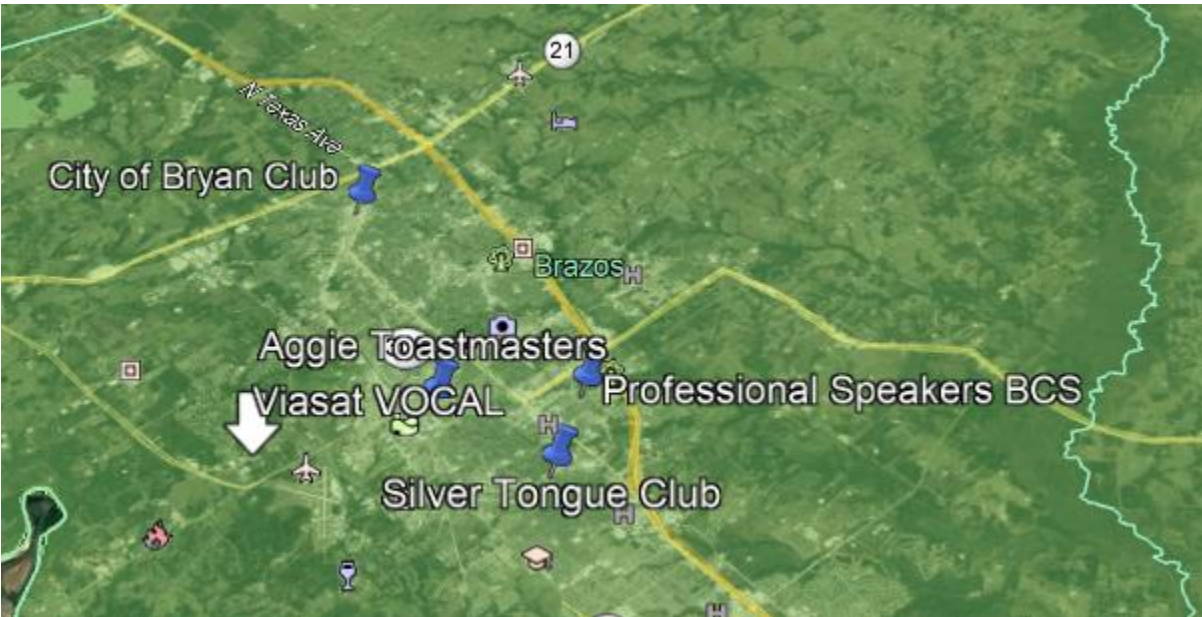 21
N Texas Ave
City of Bryan Club
Brazos
H
Aggie Toastmasters
Professional Speakers BCS
Viasat VOCAL
H
Silver Tongue Club
H
H